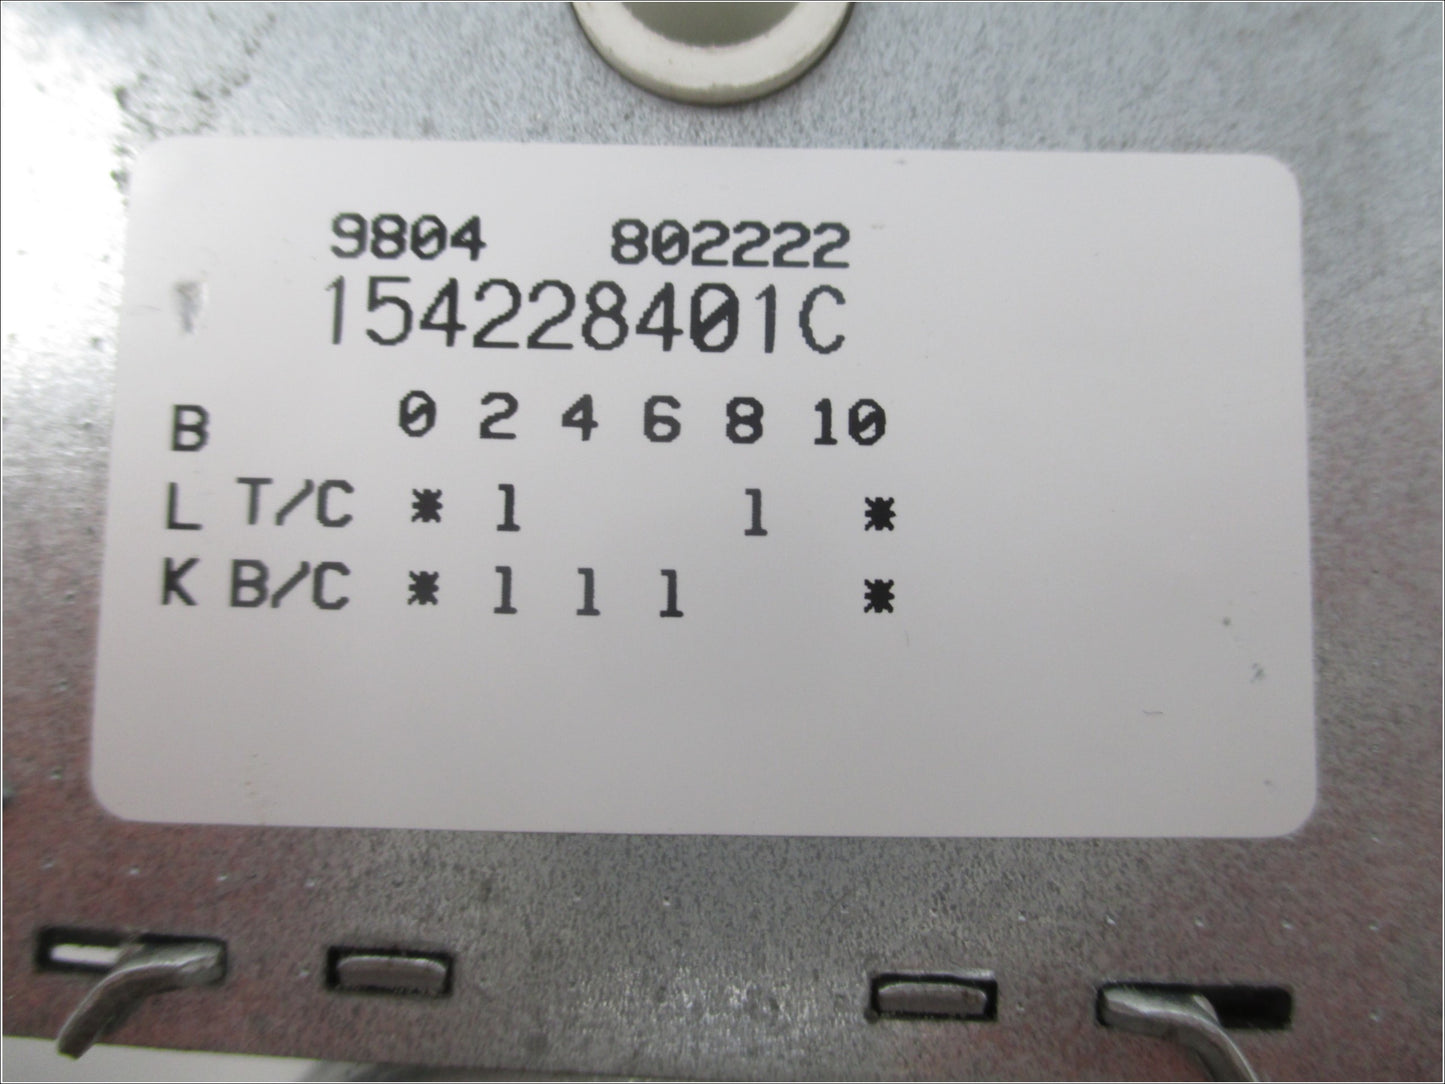 9804 802222
154228401C
B 0 2 4 6 8 10
L T/C * 1 1 *
K B/C * 1 1 1 *